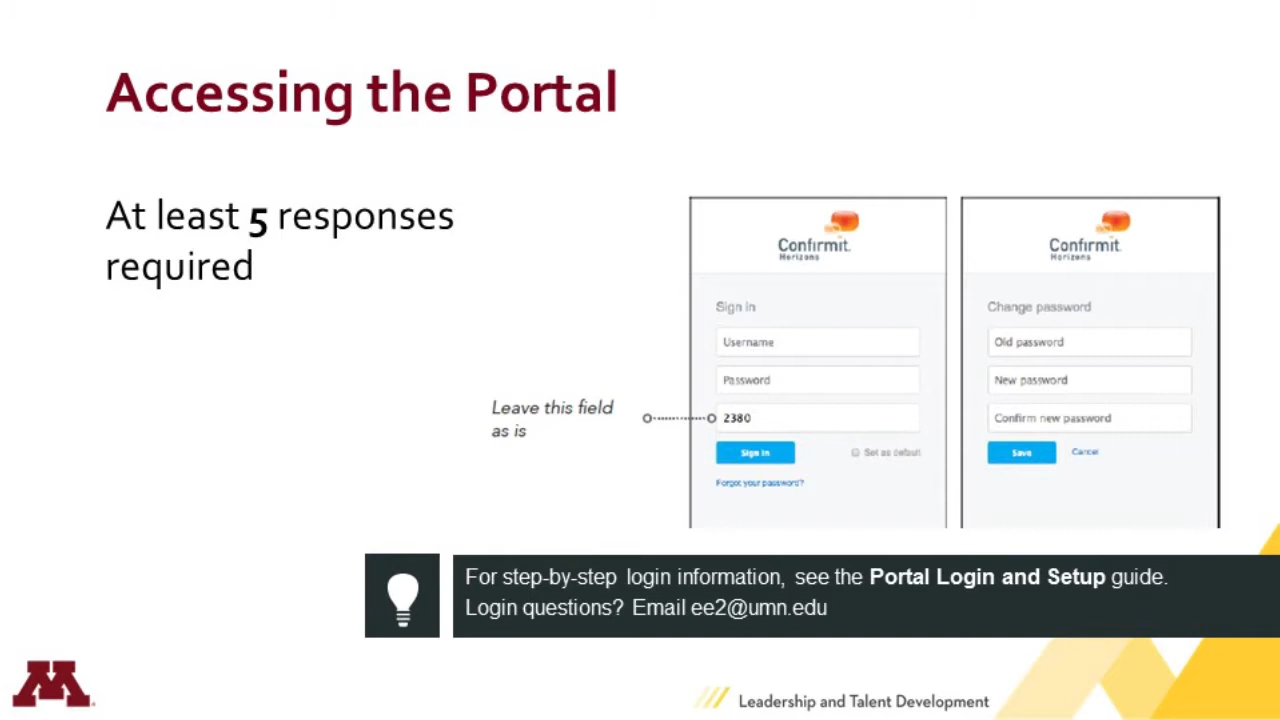 Accessing the Portal
At least 5 responses
required
Leave this field
as is
Confirmit.
Horizons
Sign in
Username
Password
2380
Sign in
Set as default
Forgot your password?
Confirmit.
Horizons
Change password
Old password
New password
Confirm new password
Save
Cancel
For step-by-step login information, see the Portal Login and Setup guide.
Login questions? Email ee2@umn.edu
M
Leadership and Talent Development